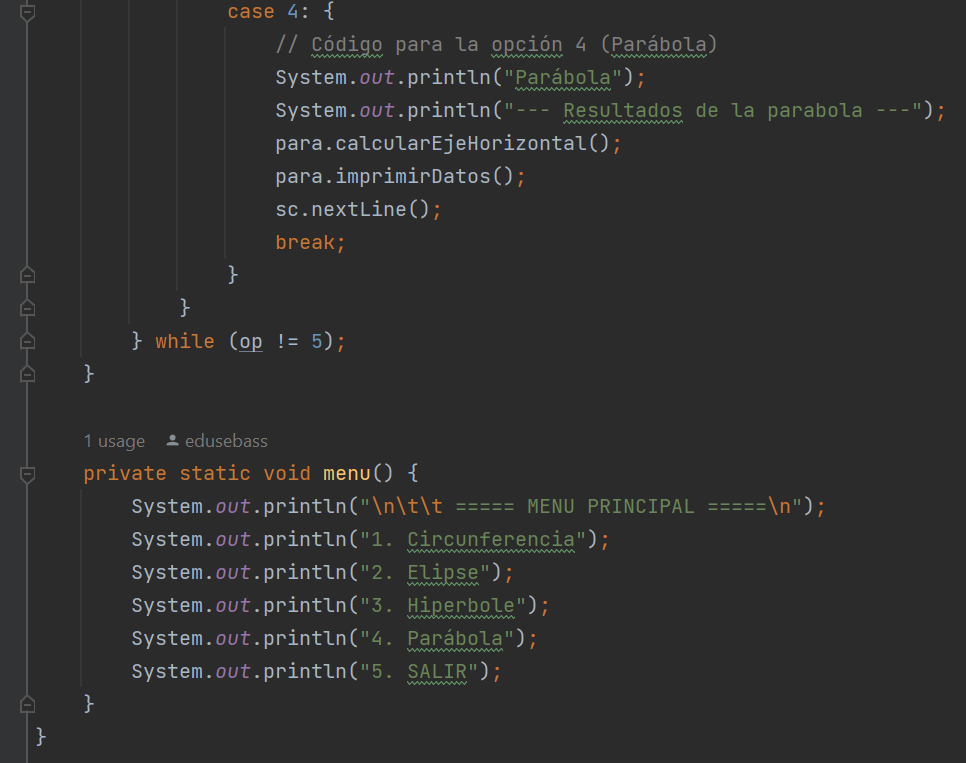 case 4: {
// Código para la opción 4 (Parábola)
System.out.println("Parábola");
System.out.println("--- Resultados de la parabola ---");
para.calcularEjeHorizontal();
para.imprimirDatos();
sc.nextLine();
break;
}
}
} while (op != 5);
}
1 usage edusebass
private static void menu() {
System.out.println("\n\t\t ===== MENU PRINCIPAL =====\n");
System.out.println("1. Circunferencia");
System.out.println("2. Elipse");
System.out.println("3. Hiperbole");
System.out.println("4. Parábola");
System.out.println("5. SALIR");
}
}